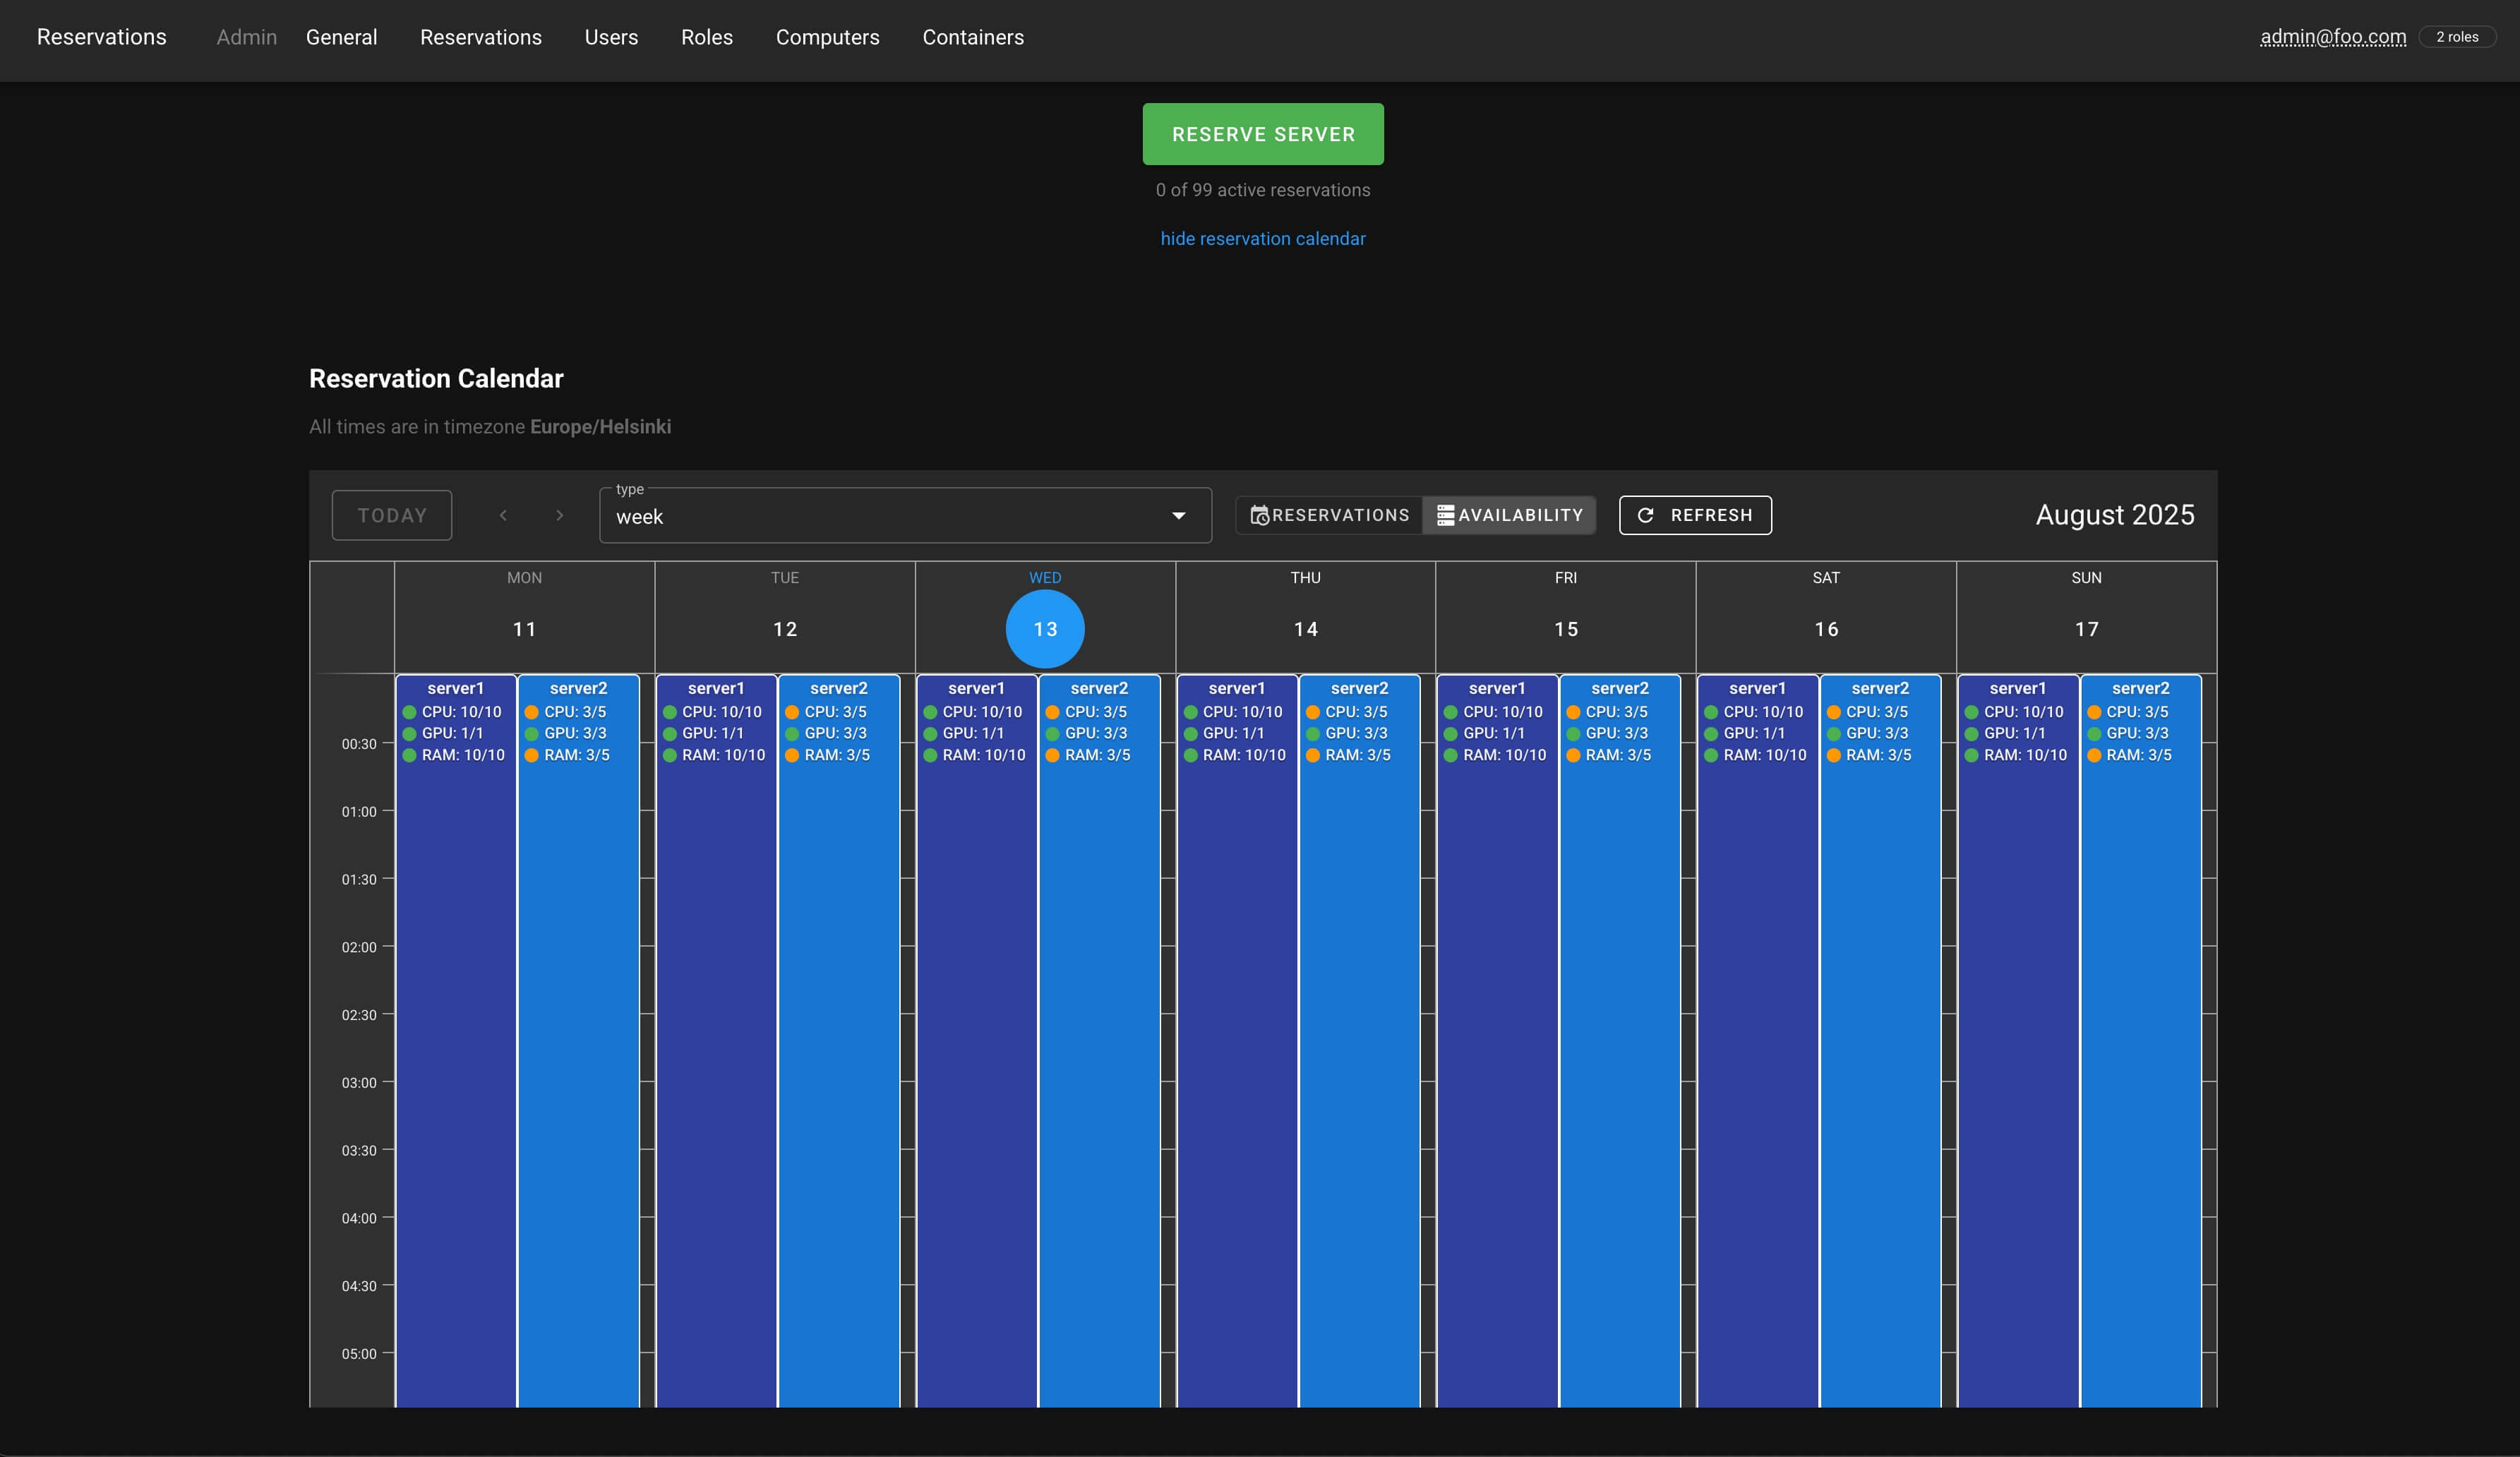 Reservations Admin General Reservations Users Roles Computers Containers admin@foo.com 2 roles
RESERVE SERVER
0 of 99 active reservations
hide reservation calendar
Reservation Calendar
All times are in timezone Europe/Helsinki
TODAY < > type week RESERVATIONS AVAILABILITY REFRESH August 2025
MON TUE WED THU FRI SAT SUN
11 12 13 14 15 16 17
server1 server2 server1 server2 server1 server2 server1 server2 server1 server2 server1 server2 server1 server2
CPU: 10/10 CPU: 3/5 CPU: 10/10 CPU: 3/5 CPU: 10/10 CPU: 3/5 CPU: 10/10 CPU: 3/5 CPU: 10/10 CPU: 3/5 CPU: 10/10 CPU: 3/5 CPU: 10/10 CPU: 3/5
GPU: 1/1 GPU: 3/3 GPU: 1/1 GPU: 3/3 GPU: 1/1 GPU: 3/3 GPU: 1/1 GPU: 3/3 GPU: 1/1 GPU: 3/3 GPU: 1/1 GPU: 3/3 GPU: 1/1 GPU: 3/3
RAM: 10/10 RAM: 3/5 RAM: 10/10 RAM: 3/5 RAM: 10/10 RAM: 3/5 RAM: 10/10 RAM: 3/5 RAM: 10/10 RAM: 3/5 RAM: 10/10 RAM: 3/5 RAM: 10/10 RAM: 3/5
00:30
01:00
01:30
02:00
02:30
03:00
03:30
04:00
04:30
05:00